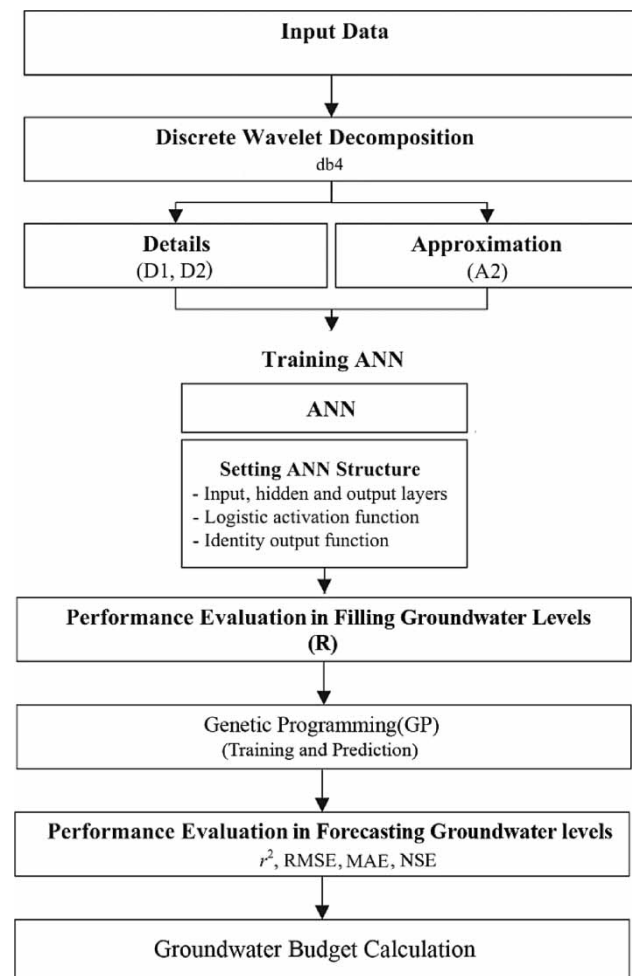 Input Data
Discrete Wavelet Decomposition
db4
Details
(D1, D2)
Approximation
(A2)
Training ANN
ANN
Setting ANN Structure
- Input, hidden and output layers
- Logistic activation function
- Identity output function
Performance Evaluation in Filling Groundwater Levels
(R)
Genetic Programming(GP)
(Training and Prediction)
Performance Evaluation in Forecasting Groundwater levels
r², RMSE, MAE, NSE
Groundwater Budget Calculation